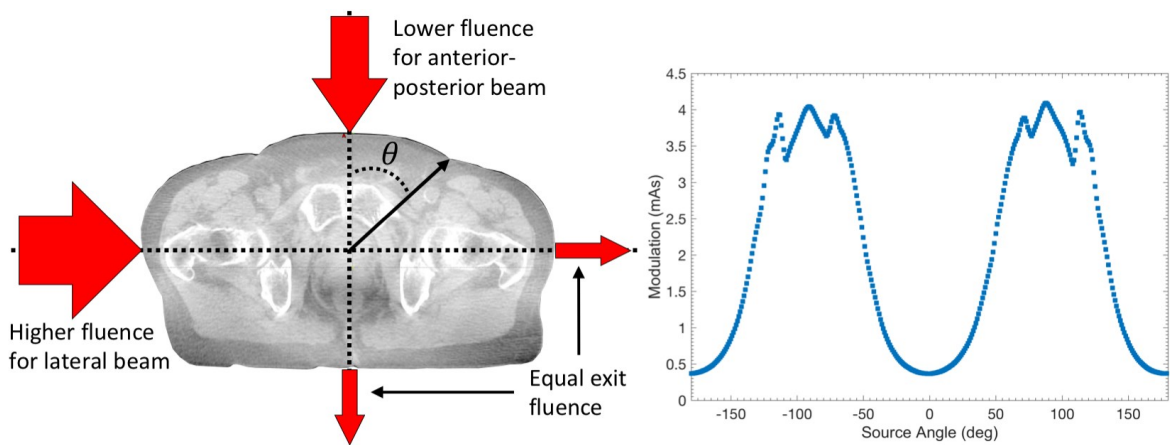 Lower fluence
for anterior-
posterior beam
θ
Higher fluence
for lateral beam
Equal exit
fluence
4.5
4
3.5
3
2.5
2
1.5
1
0.5
0
Modulation (mAs)
-150
-100
-50
0
50
100
150
Source Angle (deg)